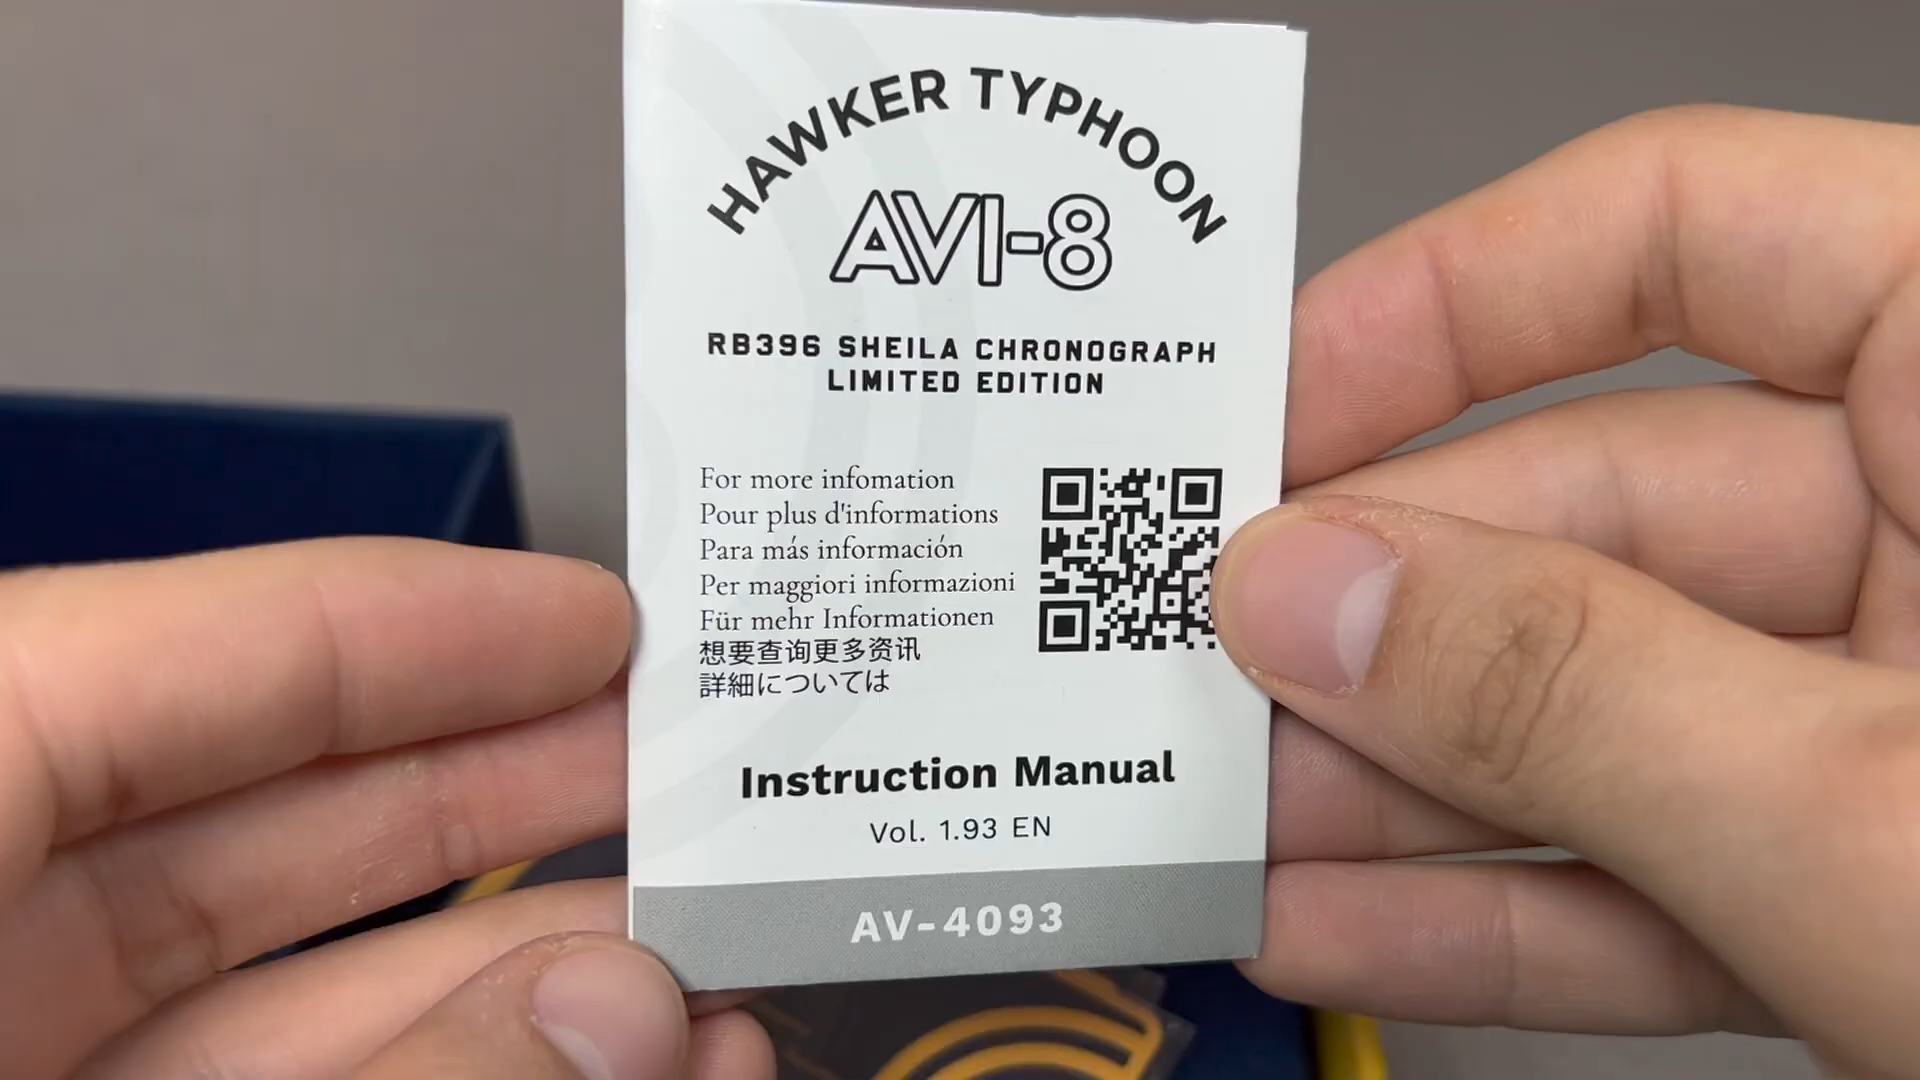 HAWKER TYPHOON
AVI-8
RB396 SHEILA CHRONOGRAPH
LIMITED EDITION
For more infomation
Pour plus d'informations
Para más información
Per maggiori informazioni
Für mehr Informationen
想要查询更多资讯
詳細については
Instruction Manual
Vol. 1.93 EN
AV-4093